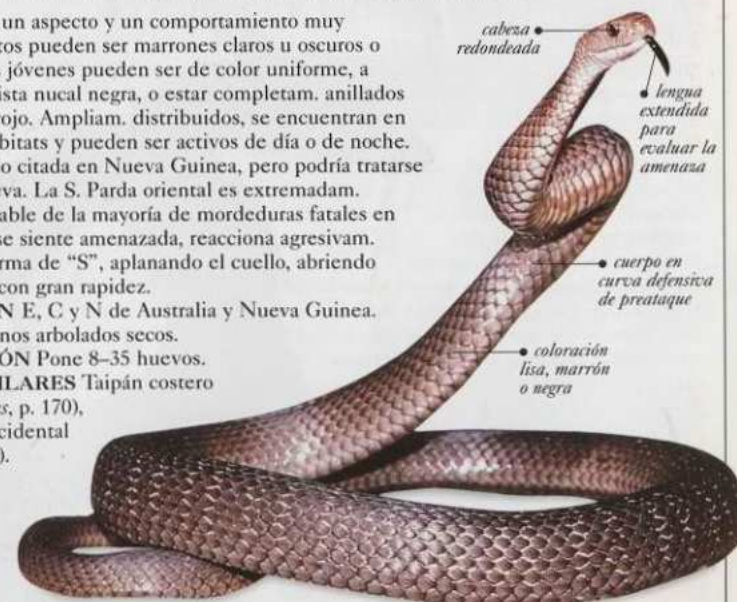 un aspecto y un comportamiento muy
tos pueden ser marrones claros u oscuros o
jóvenes pueden ser de color uniforme, a
ista nucal negra, o estar completam. anillados
ojo. Ampliam. distribuidos, se encuentran en
bitats y pueden ser activos de día o de noche.
o citada en Nueva Guinea, pero podría tratarse
eva. La S. Parda oriental es extremadam.
able de la mayoría de mordeduras fatales en
se siente amenazada, reacciona agresivam.
rma de “S”, aplanando el cuello, abriendo
con gran rapidez.
N E, C y N de Australia y Nueva Guinea.
nos arbolados secos.
ÓN Pone 8–35 huevos.
ILARES Taipán costero
s, p. 170),
cidental
).
cabeza
redondeada
lengua
extendida
para
evaluar la
amenaza
cuerpo en
curva defensiva
de preataque
coloración
lisa, marrón
o negra